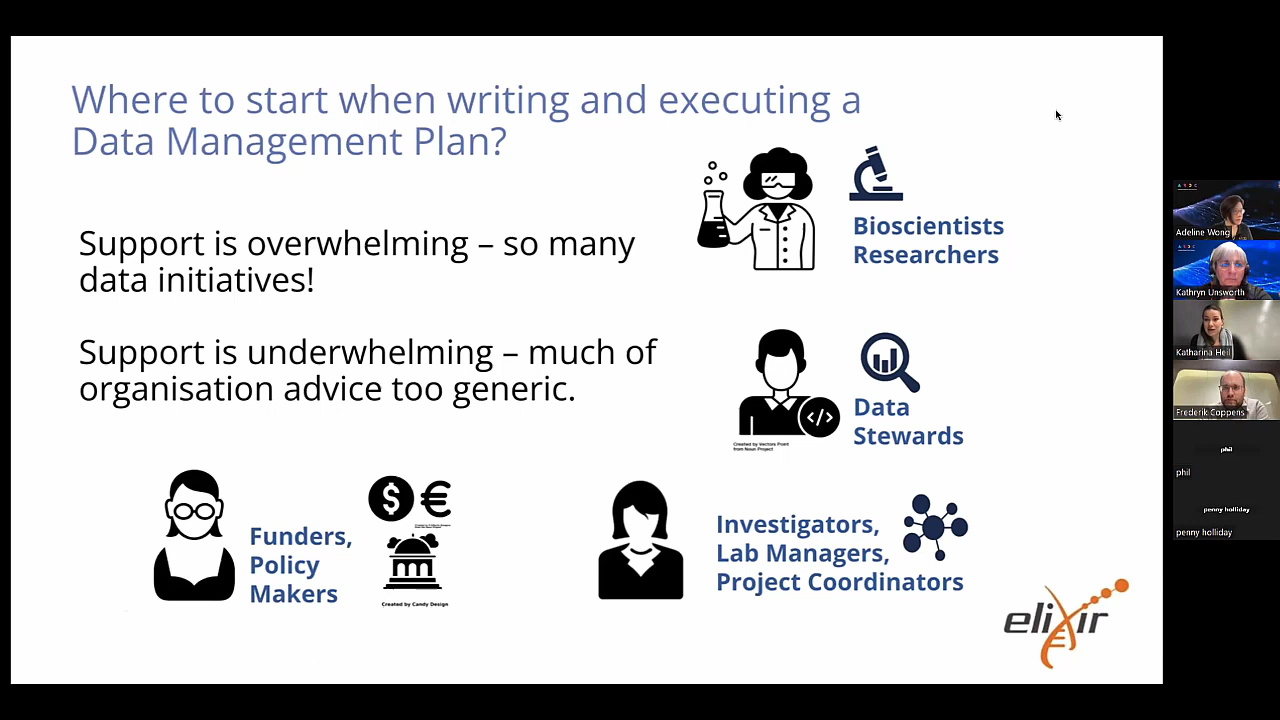 Where to start when writing and executing a
Data Management Plan?
Support is overwhelming – so many
data initiatives!
Support is underwhelming – much of
organisation advice too generic.
Bioscientists
Researchers
</>
Data
Stewards
Created by Vectors Point
from Noun Project
Funders,
Policy
Makers
$
€
Created by Candy Design
Investigators,
Lab Managers,
Project Coordinators
elixir
Adeline Wong
Kathryn Unsworth
Katharina Heil
Frederik Coppens
phil
phil
penny holliday
penny holliday